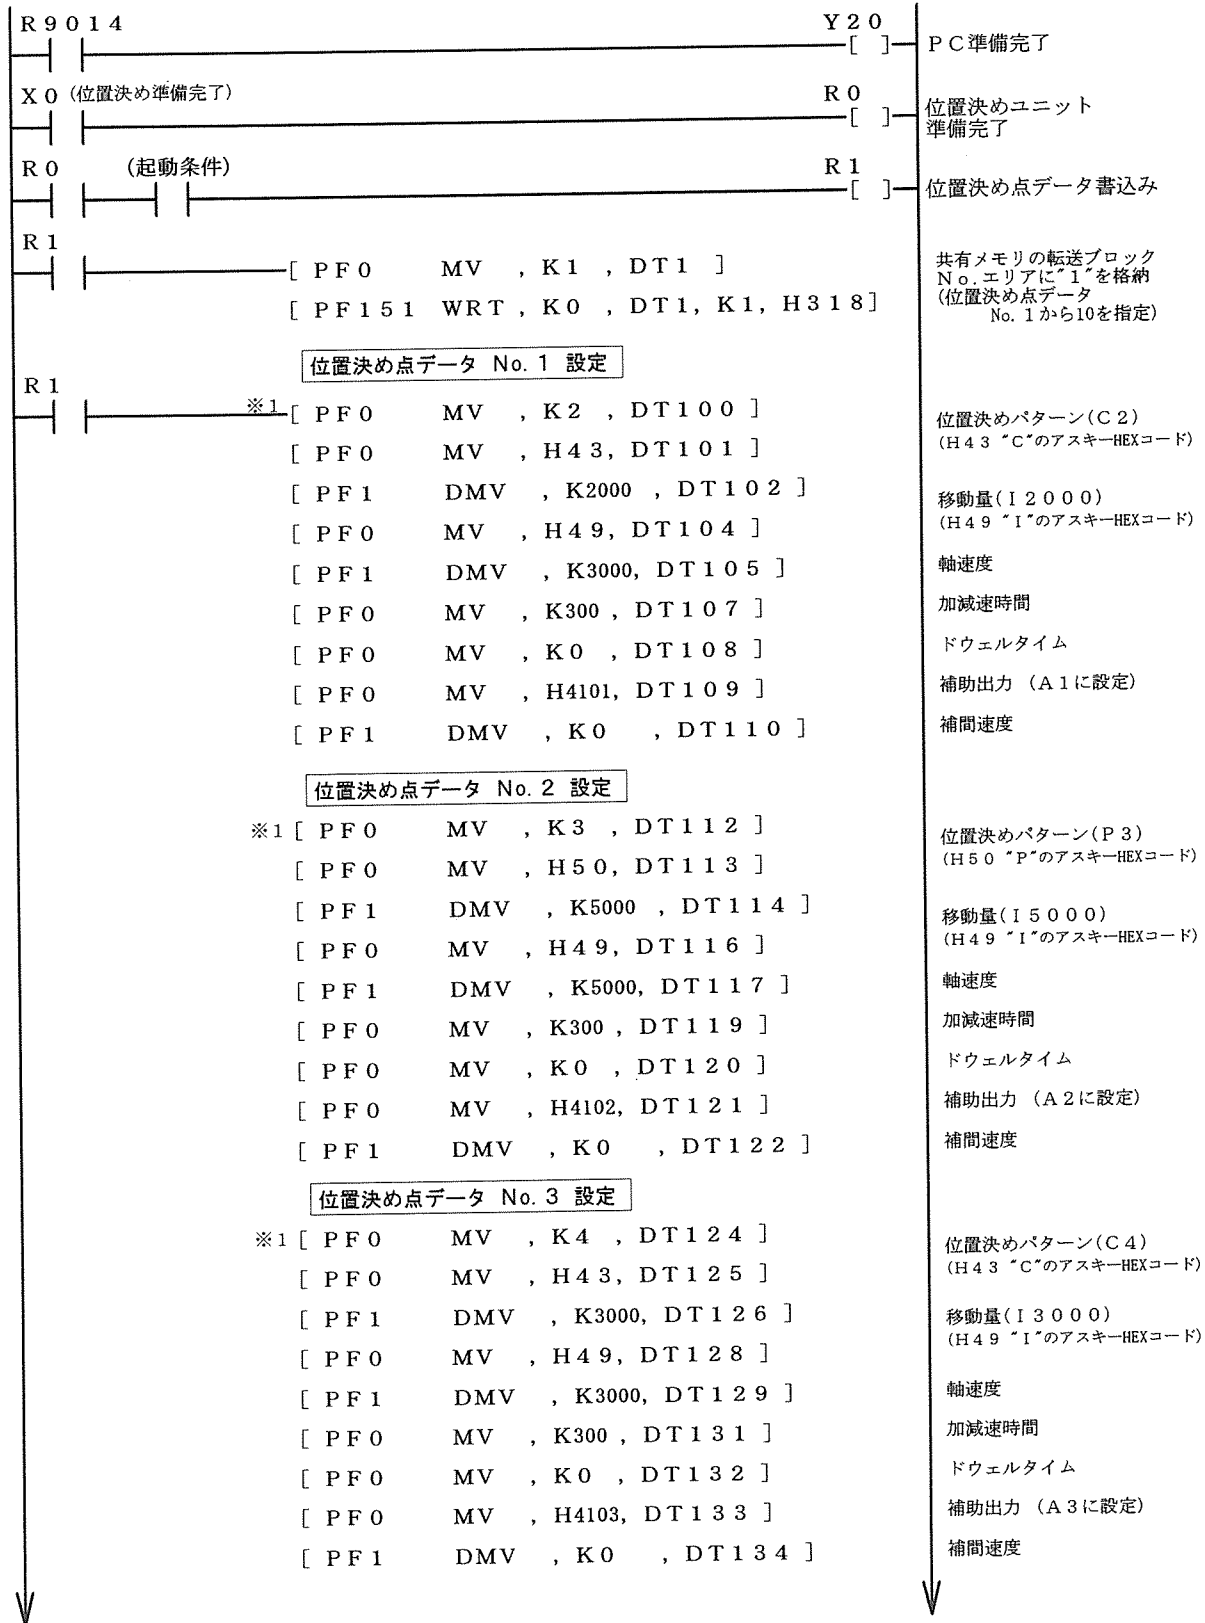 R9014 Y20
PC準備完了
X0 (位置決め準備完了) R0
位置決めユニット
準備完了
R0 (起動条件) R1
位置決め点データ書込み
R1
[ PF0 MV , K1 , DT1 ]
共有メモリの転送ブロック
No.エリアに"1"を格納
[ PF151 WRT , K0 , DT1, K1, H318]
(位置決め点データ
No.1から10を指定)
位置決め点データ No.1 設定
R1
※1 [ PF0 MV , K2 , DT100 ]
位置決めパターン(C2)
[ PF0 MV , H43, DT101 ]
(H43 "C"のアスキーHEXコード)
[ PF1 DMV , K2000 , DT102 ]
移動量(I2000)
[ PF0 MV , H49, DT104 ]
(H49 "I"のアスキーHEXコード)
[ PF1 DMV , K3000, DT105 ] 軸速度
[ PF0 MV , K300 , DT107 ] 加減速時間
[ PF0 MV , K0 , DT108 ] ドウェルタイム
[ PF0 MV , H4101, DT109 ] 補助出力 (A1に設定)
[ PF1 DMV , K0 , DT110 ] 補間速度
位置決め点データ No.2 設定
※1 [ PF0 MV , K3 , DT112 ]
位置決めパターン(P3)
[ PF0 MV , H50, DT113 ]
(H50 "P"のアスキーHEXコード)
[ PF1 DMV , K5000 , DT114 ]
移動量(I5000)
[ PF0 MV , H49, DT116 ]
(H49 "I"のアスキーHEXコード)
[ PF1 DMV , K5000, DT117 ] 軸速度
[ PF0 MV , K300 , DT119 ] 加減速時間
[ PF0 MV , K0 , DT120 ] ドウェルタイム
[ PF0 MV , H4102, DT121 ] 補助出力 (A2に設定)
[ PF1 DMV , K0 , DT122 ] 補間速度
位置決め点データ No.3 設定
※1 [ PF0 MV , K4 , DT124 ]
位置決めパターン(C4)
[ PF0 MV , H43, DT125 ]
(H43 "C"のアスキーHEXコード)
[ PF1 DMV , K3000, DT126 ]
移動量(I3000)
[ PF0 MV , H49, DT128 ]
(H49 "I"のアスキーHEXコード)
[ PF1 DMV , K3000, DT129 ] 軸速度
[ PF0 MV , K300 , DT131 ] 加減速時間
[ PF0 MV , K0 , DT132 ] ドウェルタイム
[ PF0 MV , H4103, DT133 ] 補助出力 (A3に設定)
[ PF1 DMV , K0 , DT134 ] 補間速度